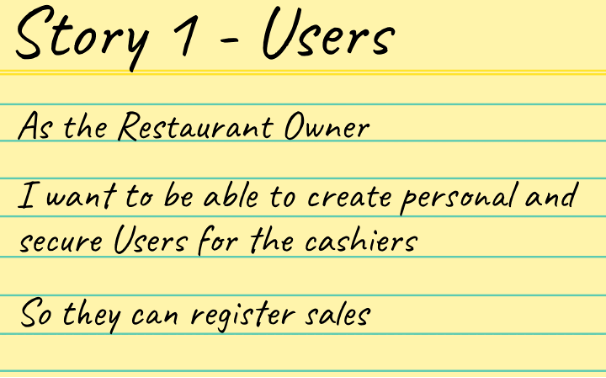 Story 1 - Users
As the Restaurant Owner
I want to be able to create personal and
secure Users for the cashiers
So they can register sales